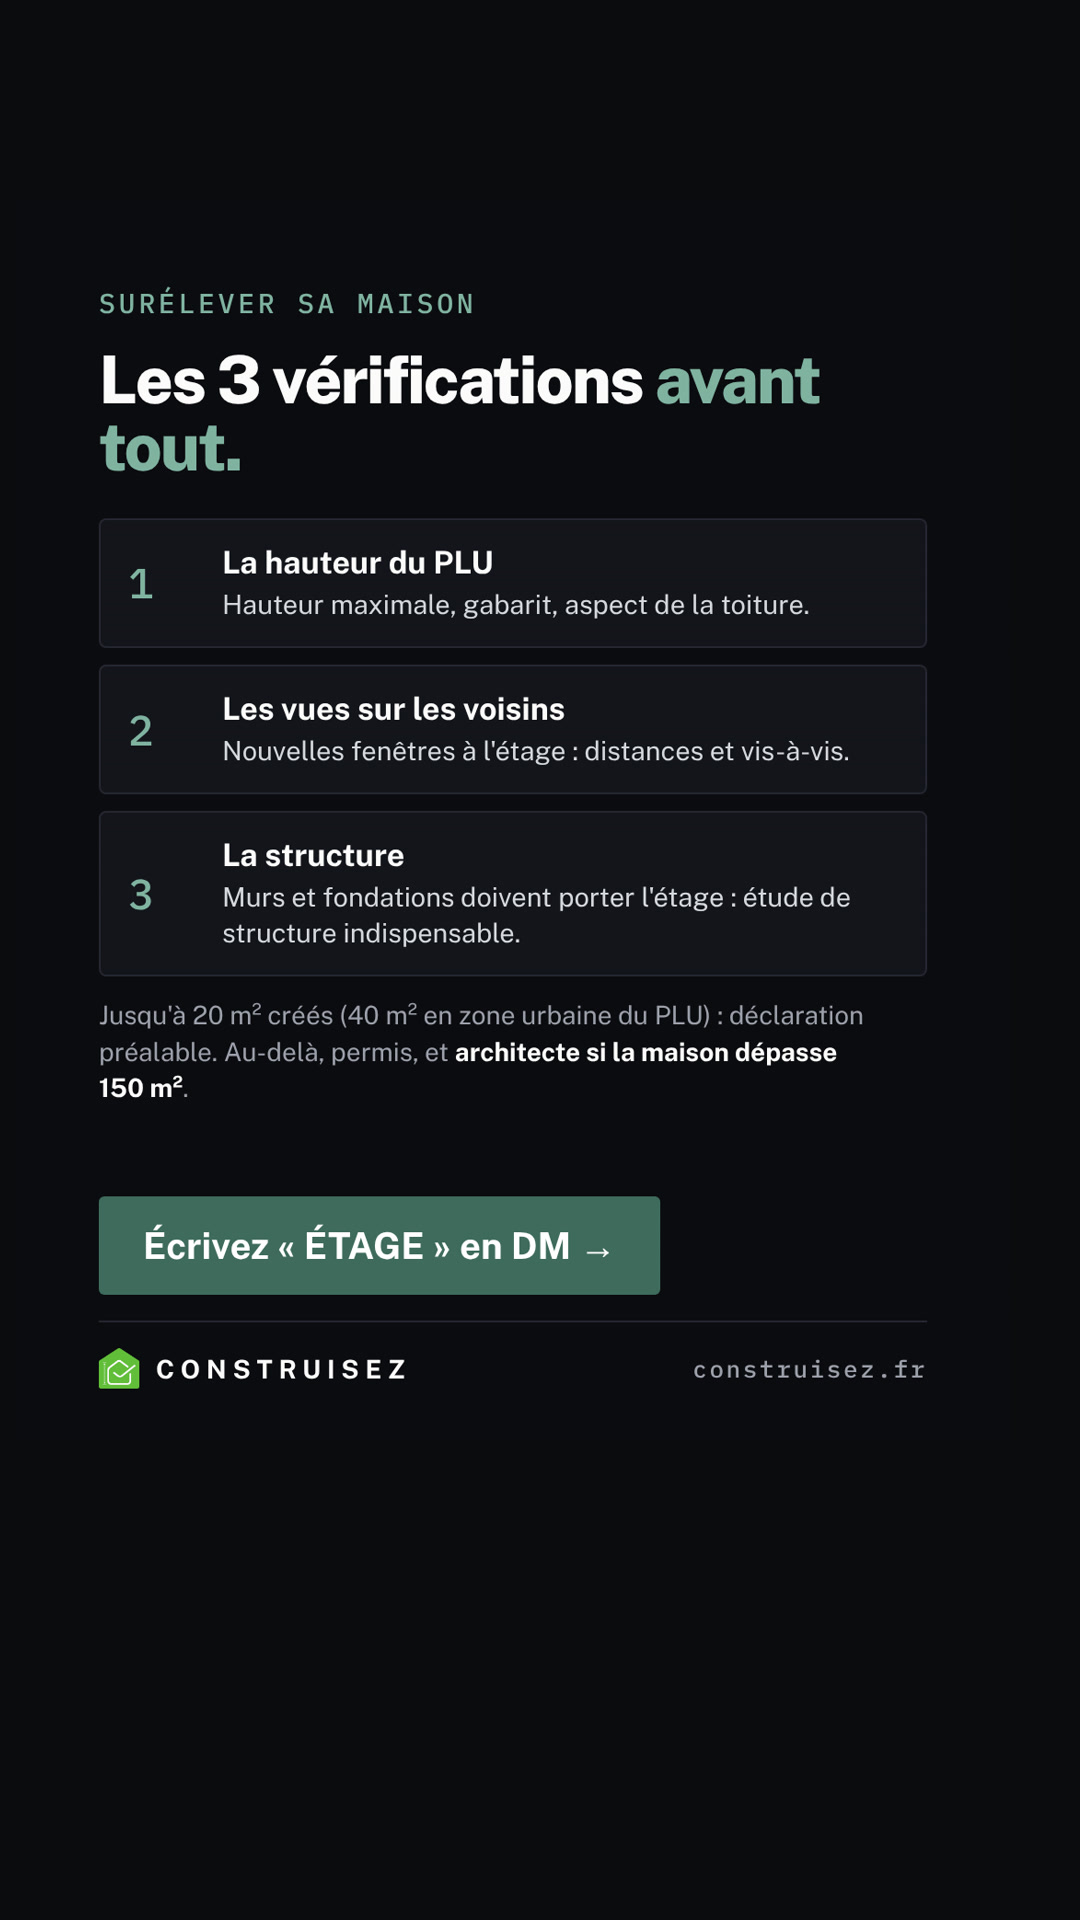 SURÉLEVER SA MAISON
Les 3 vérifications avant
tout.
1
La hauteur du PLU
Hauteur maximale, gabarit, aspect de la toiture.
2
Les vues sur les voisins
Nouvelles fenêtres à l'étage : distances et vis-à-vis.
3
La structure
Murs et fondations doivent porter l'étage : étude de
structure indispensable.
Jusqu'à 20 m² créés (40 m² en zone urbaine du PLU) : déclaration
préalable. Au-delà, permis, et architecte si la maison dépasse
150 m².
Écrivez « ÉTAGE » en DM →
CONSTRUISEZ
construisez.fr